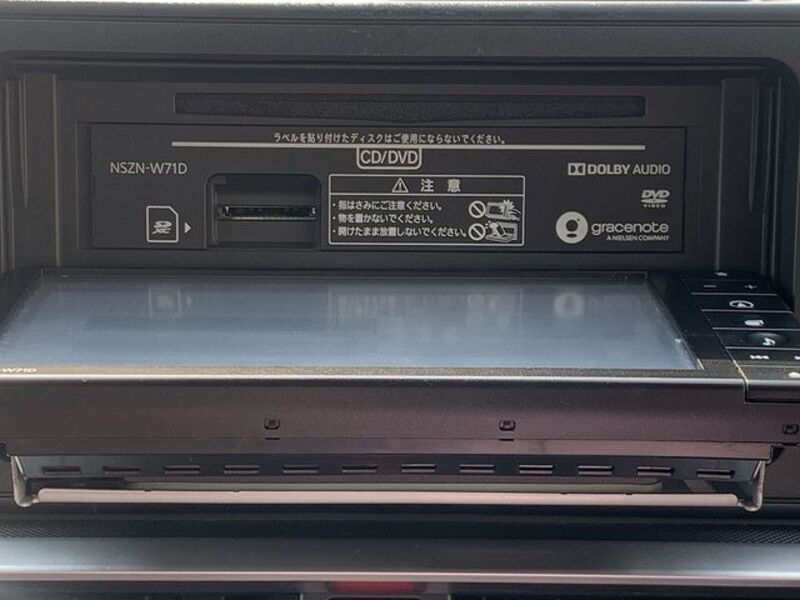 ラベルを貼り付けたディスクはご使用にならないでください。
CD/DVD
NSZN-W71D
DOLBY AUDIO
注意
・指はさみにご注意ください。
・物を置かないでください。
・開けたまま放置しないでください。
DVD
VIDEO
SD
XC
gracenote
A NIELSEN COMPANY
-W71D